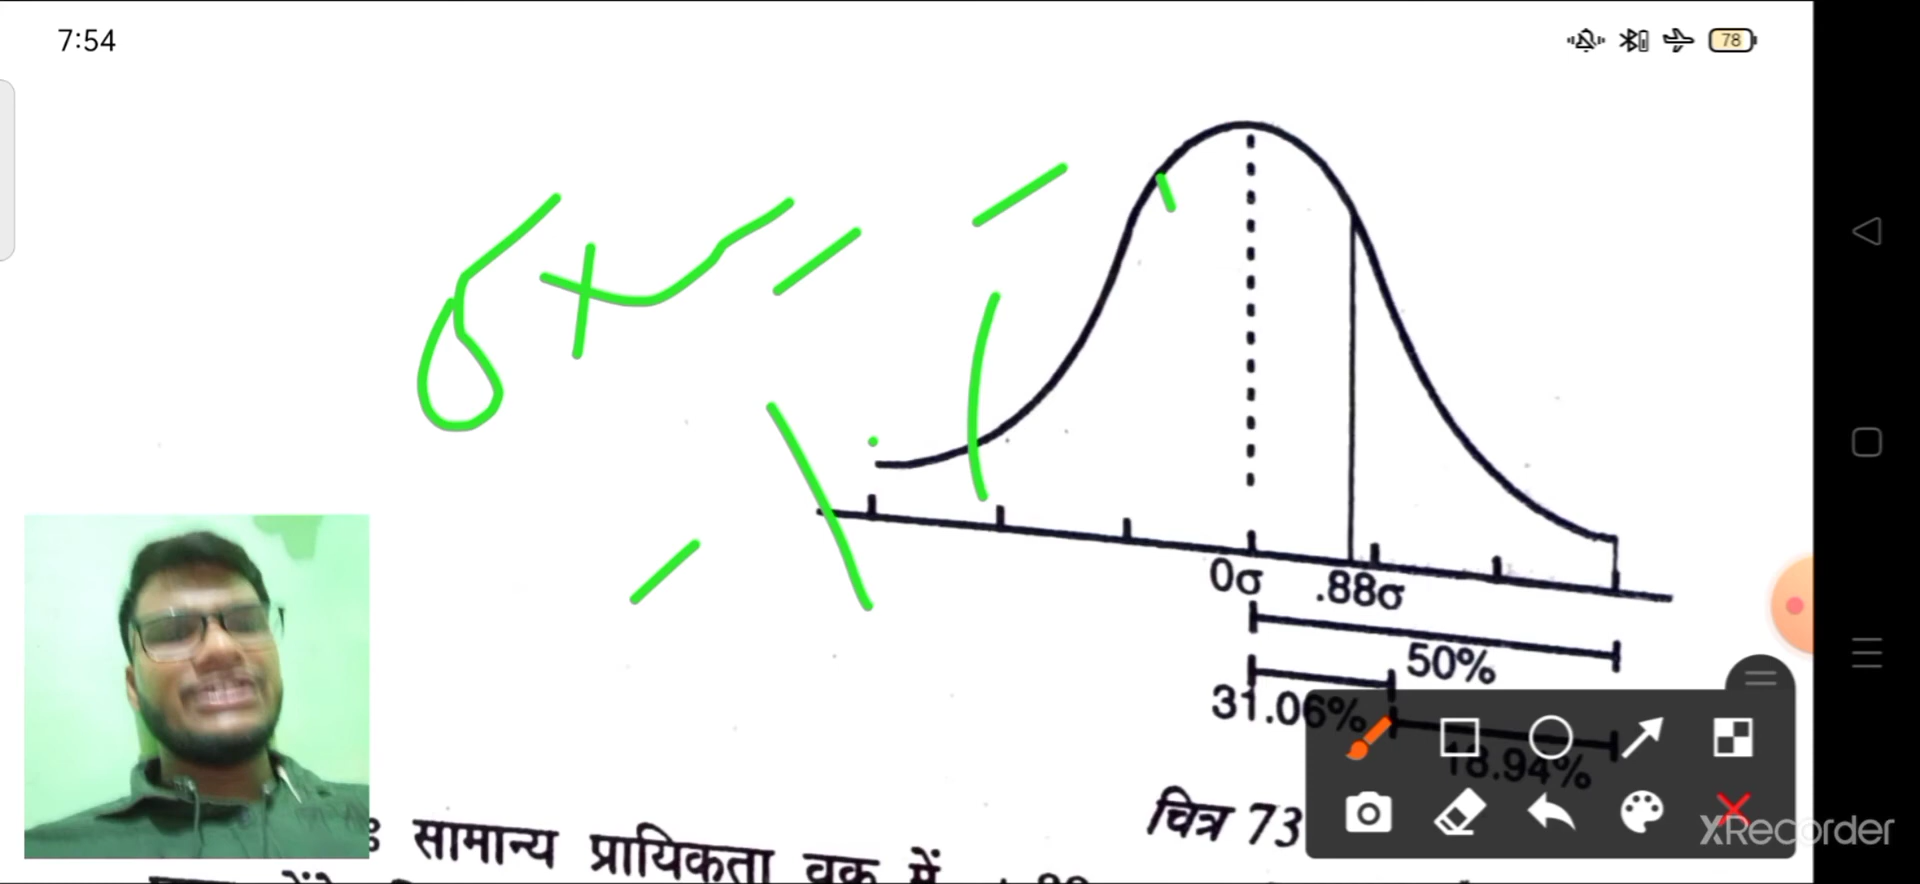 7:54
78
0σ .88σ
50%
31.06%
18.94%
चित्र 73
सामान्य प्रायिकता वक्र में
XRecorder